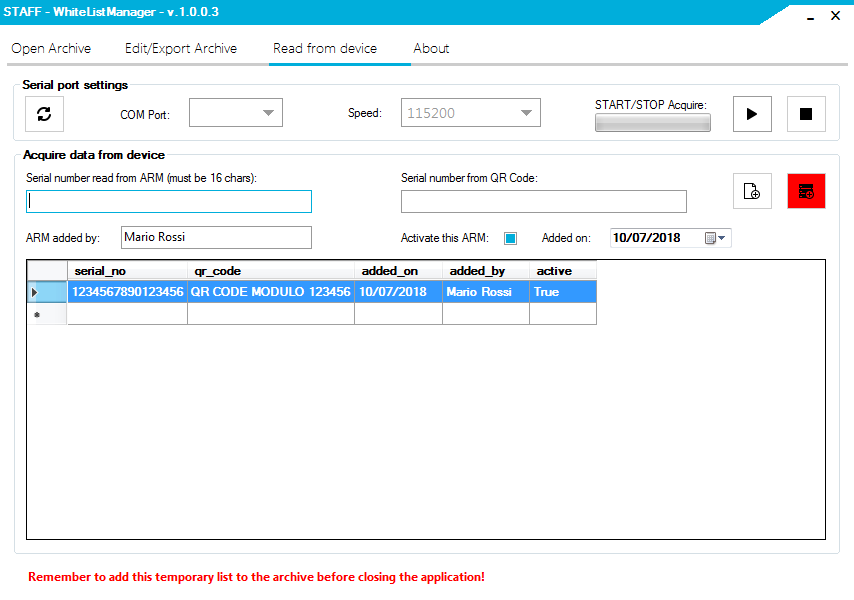 STAFF - WhiteListManager - v.1.0.0.3
Open Archive Edit/Export Archive Read from device About
Serial port settings
COM Port: Speed: 115200 START/STOP Acquire:
Acquire data from device
Serial number read from ARM (must be 16 chars): Serial number from QR Code:
ARM added by: Mario Rossi Activate this ARM: Added on: 10/07/2018
serial_no qr_code added_on added_by active
1234567890123456 QR CODE MODULO 123456 10/07/2018 Mario Rossi True
Remember to add this temporary list to the archive before closing the application!